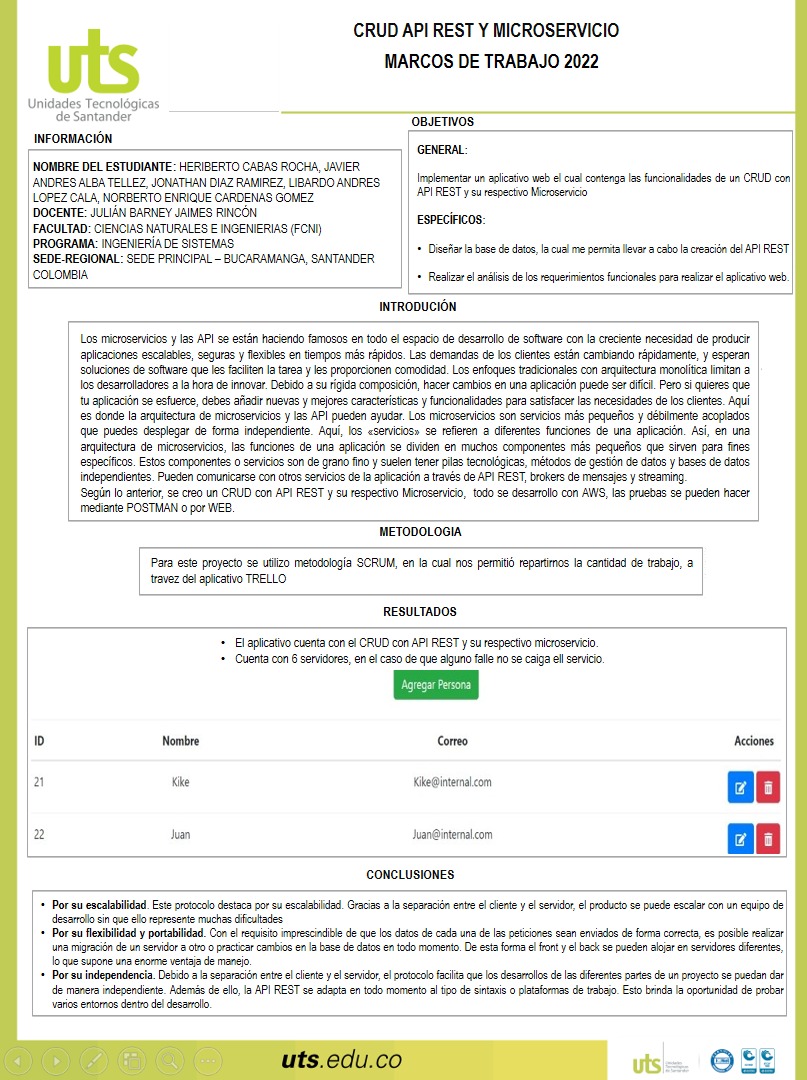 CRUD API REST Y MICROSERVICIO
MARCOS DE TRABAJO 2022
uts
Unidades Tecnológicas
de Santander
INFORMACIÓN
NOMBRE DEL ESTUDIANTE: HERIBERTO CABAS ROCHA, JAVIER
ANDRES ALBA TELLEZ, JONATHAN DIAZ RAMIREZ, LIBARDO ANDRES
LOPEZ CALA, NORBERTO ENRIQUE CARDENAS GOMEZ
DOCENTE: JULIÁN BARNEY JAIMES RINCÓN
FACULTAD: CIENCIAS NATURALES E INGENIERIAS (FCNI)
PROGRAMA: INGENIERÍA DE SISTEMAS
SEDE-REGIONAL: SEDE PRINCIPAL – BUCARAMANGA, SANTANDER
COLOMBIA
OBJETIVOS
GENERAL:
Implementar un aplicativo web el cual contenga las funcionalidades de un CRUD con
API REST y su respectivo Microservicio
ESPECÍFICOS:
• Diseñar la base de datos, la cual me permita llevar a cabo la creación del API REST
• Realizar el análisis de los requerimientos funcionales para realizar el aplicativo web.
INTRODUCIÓN
Los microservicios y las API se están haciendo famosos en todo el espacio de desarrollo de software con la creciente necesidad de producir
aplicaciones escalables, seguras y flexibles en tiempos más rápidos. Las demandas de los clientes están cambiando rápidamente, y esperan
soluciones de software que les faciliten la tarea y les proporcionen comodidad. Los enfoques tradicionales con arquitectura monolítica limitan a
los desarrolladores a la hora de innovar. Debido a su rígida composición, hacer cambios en una aplicación puede ser difícil. Pero si quieres que
tu aplicación se esfuerce, debes añadir nuevas y mejores características y funcionalidades para satisfacer las necesidades de los clientes. Aquí
es donde la arquitectura de microservicios y las API pueden ayudar. Los microservicios son servicios más pequeños y débilmente acoplados
que puedes desplegar de forma independiente. Aquí, los «servicios» se refieren a diferentes funciones de una aplicación. Así, en una
arquitectura de microservicios, las funciones de una aplicación se dividen en muchos componentes más pequeños que sirven para fines
específicos. Estos componentes o servicios son de grano fino y suelen tener pilas tecnológicas, métodos de gestión de datos y bases de datos
independientes. Pueden comunicarse con otros servicios de la aplicación a través de API REST, brokers de mensajes y streaming.
Según lo anterior, se creo un CRUD con API REST y su respectivo Microservicio, todo se desarrollo con AWS, las pruebas se pueden hacer
mediante POSTMAN o por WEB.
METODOLOGIA
Para este proyecto se utilizo metodología SCRUM, en la cual nos permitió repartirnos la cantidad de trabajo, a
travez del aplicativo TRELLO
RESULTADOS
• El aplicativo cuenta con el CRUD con API REST y su respectivo microservicio.
• Cuenta con 6 servidores, en el caso de que alguno falle no se caiga ell servicio.
Agregar Persona
ID Nombre Correo Acciones
21 Kike Kike@internal.com
22 Juan Juan@internal.com
CONCLUSIONES
• Por su escalabilidad. Este protocolo destaca por su escalabilidad. Gracias a la separación entre el cliente y el servidor, el producto se puede escalar con un equipo de
desarrollo sin que ello represente muchas dificultades
• Por su flexibilidad y portabilidad. Con el requisito imprescindible de que los datos de cada una de las peticiones sean enviados de forma correcta, es posible realizar
una migración de un servidor a otro o practicar cambios en la base de datos en todo momento. De esta forma el front y el back se pueden alojar en servidores diferentes,
lo que supone una enorme ventaja de manejo.
• Por su independencia. Debido a la separación entre el cliente y el servidor, el protocolo facilita que los desarrollos de las diferentes partes de un proyecto se puedan dar
de manera independiente. Además de ello, la API REST se adapta en todo momento al tipo de sintaxis o plataformas de trabajo. Esto brinda la oportunidad de probar
varios entornos dentro del desarrollo.
uts.edu.co
uts
Unidades
Tecnológicas
de Santander